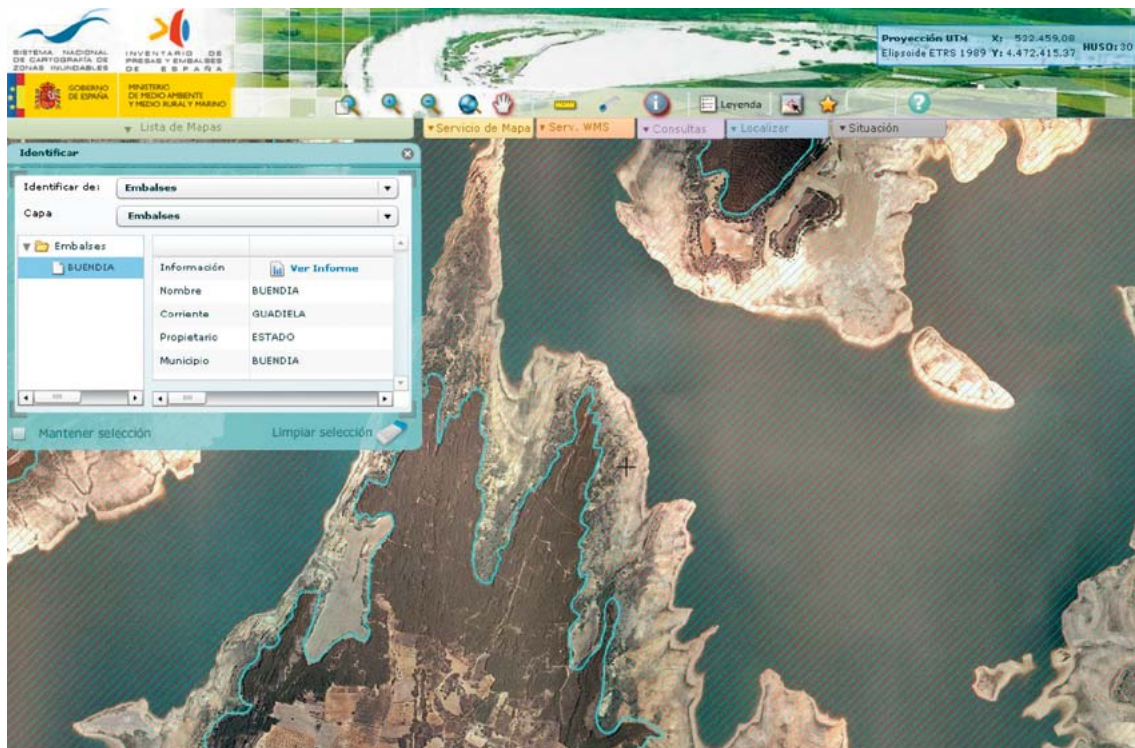 SISTEMA NACIONAL
DE CARTOGRAFÍA DE
ZONAS INUNDABLES
INVENTARIO DE
PRESAS Y EMBALSES
DE ESPAÑA
GOBIERNO
DE ESPAÑA
MINISTERIO
DE MEDIO AMBIENTE
Y MEDIO RURAL Y MARINO
Proyección UTM X: 522.459,08
Elipsoide ETRS 1989 Y: 4.472.415,37
HUSO: 30
Leyenda
Lista de Mapas
Servicio de Mapa
Serv. WMS
Consultas
Localizar
Situación
Identificar
Identificar de: Embalses
Capa Embalses
Embalses
BUENDIA
Información Ver Informe
Nombre BUENDIA
Corriente GUADIELA
Propietario ESTADO
Municipio BUENDIA
Mantener selección
Limpiar selección